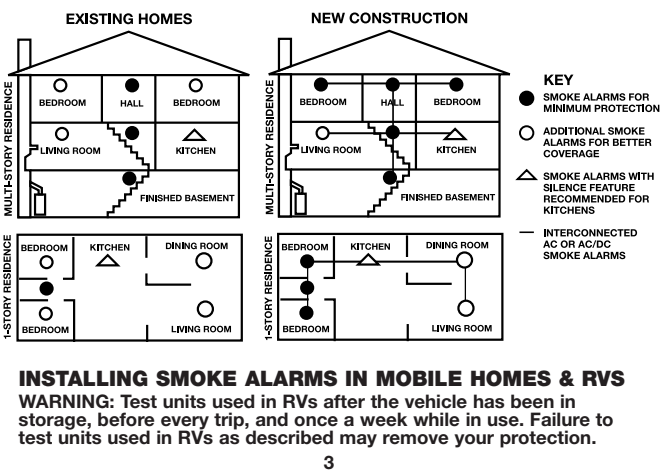 EXISTING HOMES
NEW CONSTRUCTION
MULTI-STORY RESIDENCE
BEDROOM
HALL
BEDROOM
LIVING ROOM
KITCHEN
FINISHED BASEMENT
MULTI-STORY RESIDENCE
BEDROOM
HALL
BEDROOM
LIVING ROOM
KITCHEN
FINISHED BASEMENT
KEY
SMOKE ALARMS FOR
MINIMUM PROTECTION
ADDITIONAL SMOKE
ALARMS FOR BETTER
COVERAGE
SMOKE ALARMS WITH
SILENCE FEATURE
RECOMMENDED FOR
KITCHENS
INTERCONNECTED
AC OR AC/DC
SMOKE ALARMS
1-STORY RESIDENCE
BEDROOM
KITCHEN
DINING ROOM
BEDROOM
LIVING ROOM
1-STORY RESIDENCE
BEDROOM
KITCHEN
DINING ROOM
BEDROOM
LIVING ROOM
INSTALLING SMOKE ALARMS IN MOBILE HOMES & RVS
WARNING: Test units used in RVs after the vehicle has been in
storage, before every trip, and once a week while in use. Failure to
test units used in RVs as described may remove your protection.
3